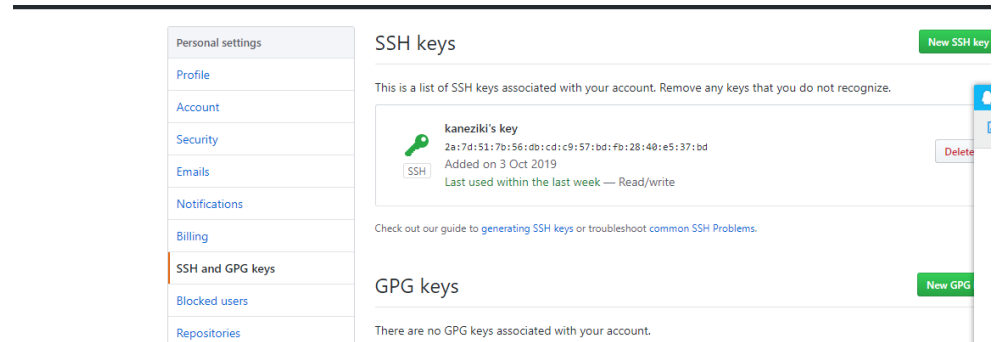 Personal settings
Profile
Account
Security
Emails
Notifications
Billing
SSH and GPG keys
Blocked users
Repositories
SSH keys
New SSH key
This is a list of SSH keys associated with your account. Remove any keys that you do not recognize.
kaneziki's key
2a:7d:51:7b:56:db:cd:c9:57:bd:fb:28:40:e5:37:bd
SSH
Added on 3 Oct 2019
Last used within the last week — Read/write
Delete
Check out our guide to generating SSH keys or troubleshoot common SSH Problems.
GPG keys
New GPG
There are no GPG keys associated with your account.